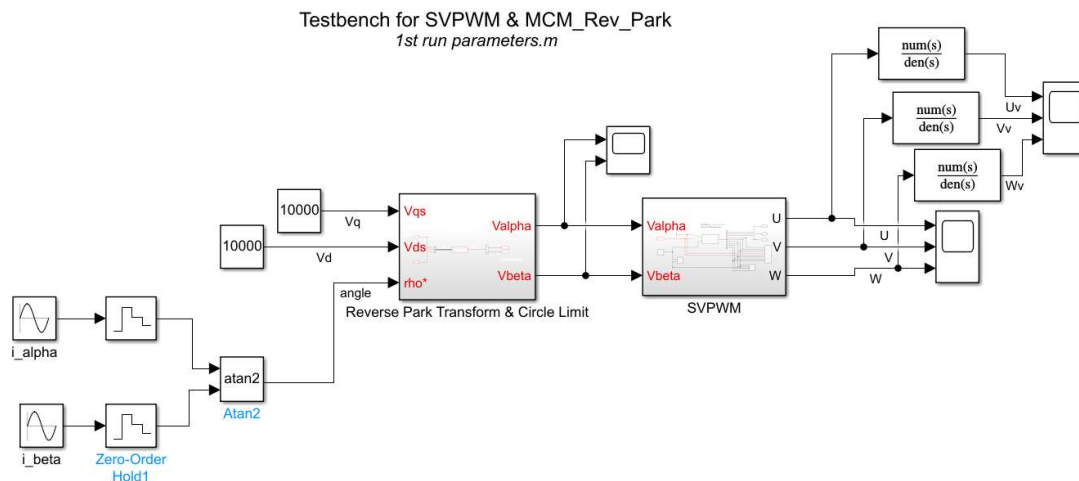 Testbench for SVPWM & MCM_Rev_Park
1st run parameters.m
num(s)
den(s)
Uv
num(s)
den(s)
Vv
num(s)
den(s)
Wv
10000
Vq
10000
Vd
Vqs
Vds
rho*
Valpha
Vbeta
angle
Reverse Park Transform & Circle Limit
Valpha
Vbeta
U
V
W
SVPWM
U
V
W
i_alpha
atan2
Atan2
i_beta
Zero-Order
Hold1